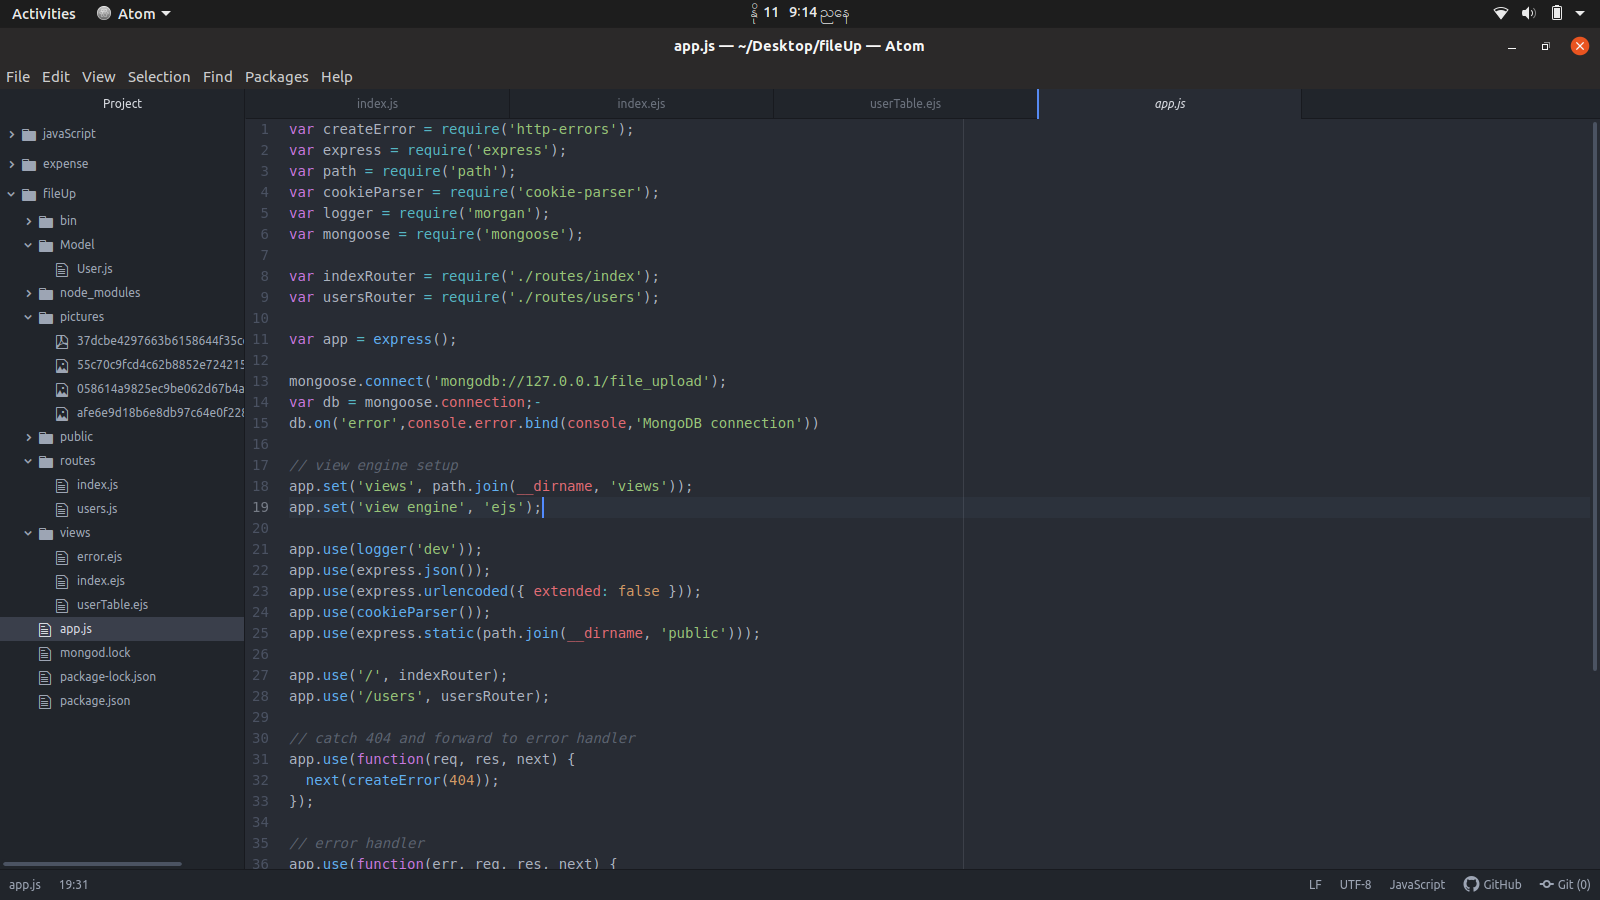 Activities Atom
နို 11 9:14 ညနေ
app.js — ~/Desktop/fileUp — Atom
File Edit View Selection Find Packages Help
Project
javaScript
expense
fileUp
bin
Model
User.js
node_modules
pictures
37dcbe4297663b6158644f35c
55c70c9fcd4c62b8852e724215
058614a9825ec9be062d67b4a
afe6e9d18b6e8db97c64e0f228
public
routes
index.js
users.js
views
error.ejs
index.ejs
userTable.ejs
app.js
mongod.lock
package-lock.json
package.json
index.js index.ejs userTable.ejs app.js
1 var createError = require('http-errors');
2 var express = require('express');
3 var path = require('path');
4 var cookieParser = require('cookie-parser');
5 var logger = require('morgan');
6 var mongoose = require('mongoose');
7
8 var indexRouter = require('./routes/index');
9 var usersRouter = require('./routes/users');
10
11 var app = express();
12
13 mongoose.connect('mongodb://127.0.0.1/file_upload');
14 var db = mongoose.connection;-
15 db.on('error',console.error.bind(console,'MongoDB connection'))
16
17 // view engine setup
18 app.set('views', path.join(__dirname, 'views'));
19 app.set('view engine', 'ejs');
20
21 app.use(logger('dev'));
22 app.use(express.json());
23 app.use(express.urlencoded({ extended: false }));
24 app.use(cookieParser());
25 app.use(express.static(path.join(__dirname, 'public')));
26
27 app.use('/', indexRouter);
28 app.use('/users', usersRouter);
29
30 // catch 404 and forward to error handler
31 app.use(function(req, res, next) {
32 next(createError(404));
33 });
34
35 // error handler
36 app.use(function(err, req, res, next) {
app.js 19:31
LF UTF-8 JavaScript GitHub Git (0)